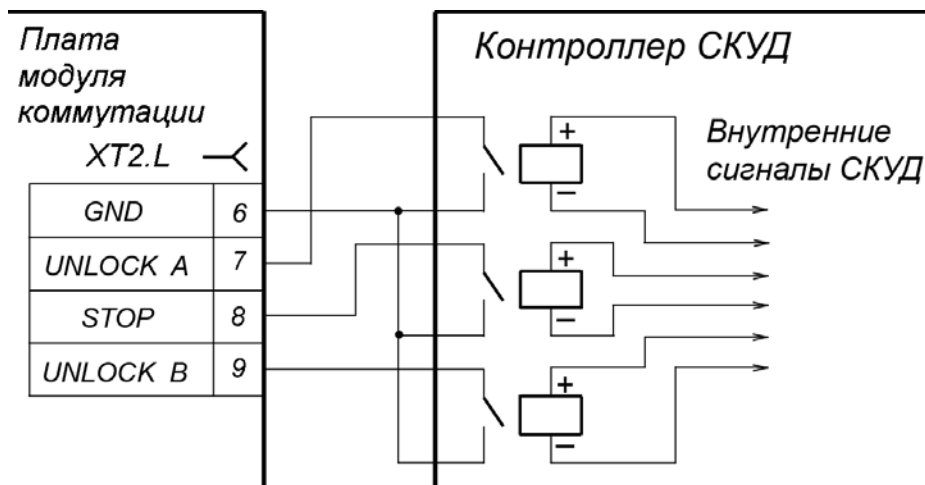 Плата
модуля
коммутации
XT2.L
GND 6
UNLOCK A 7
STOP 8
UNLOCK B 9
Контроллер СКУД
Внутренние
сигналы СКУД
+
−
+
−
+
−